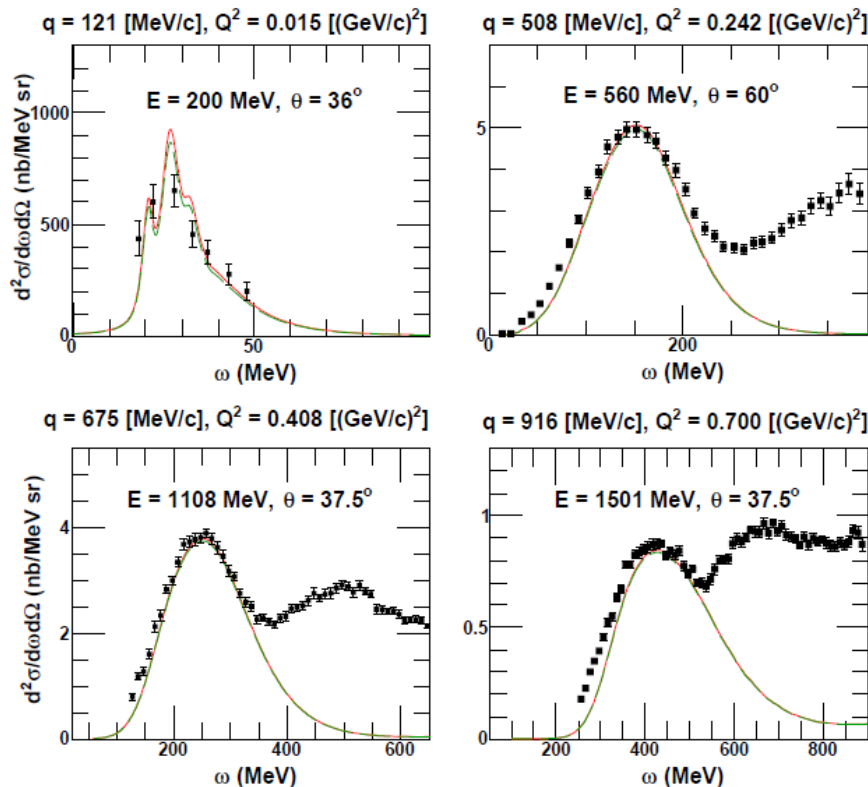 q = 121 [MeV/c], Q² = 0.015 [(GeV/c)²]
E = 200 MeV, θ = 36°
d²σ/dωdΩ (nb/MeV sr)
1000
500
0
0
50
ω (MeV)
q = 508 [MeV/c], Q² = 0.242 [(GeV/c)²]
E = 560 MeV, θ = 60°
5
0
200
ω (MeV)
q = 675 [MeV/c], Q² = 0.408 [(GeV/c)²]
E = 1108 MeV, θ = 37.5°
d²σ/dωdΩ (nb/MeV sr)
4
2
0
200
400
600
ω (MeV)
q = 916 [MeV/c], Q² = 0.700 [(GeV/c)²]
E = 1501 MeV, θ = 37.5°
1
0.5
0
200
400
600
800
ω (MeV)